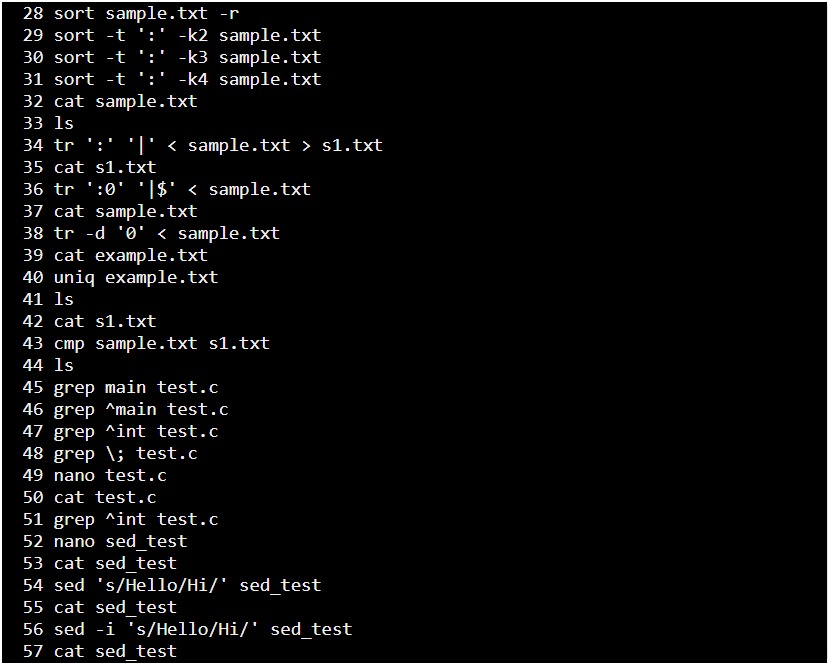 28 sort sample.txt -r
29 sort -t ':' -k2 sample.txt
30 sort -t ':' -k3 sample.txt
31 sort -t ':' -k4 sample.txt
32 cat sample.txt
33 ls
34 tr ':' '|' < sample.txt > s1.txt
35 cat s1.txt
36 tr ':0' '|$' < sample.txt
37 cat sample.txt
38 tr -d '0' < sample.txt
39 cat example.txt
40 uniq example.txt
41 ls
42 cat s1.txt
43 cmp sample.txt s1.txt
44 ls
45 grep main test.c
46 grep ^main test.c
47 grep ^int test.c
48 grep \; test.c
49 nano test.c
50 cat test.c
51 grep ^int test.c
52 nano sed_test
53 cat sed_test
54 sed 's/Hello/Hi/' sed_test
55 cat sed_test
56 sed -i 's/Hello/Hi/' sed_test
57 cat sed_test